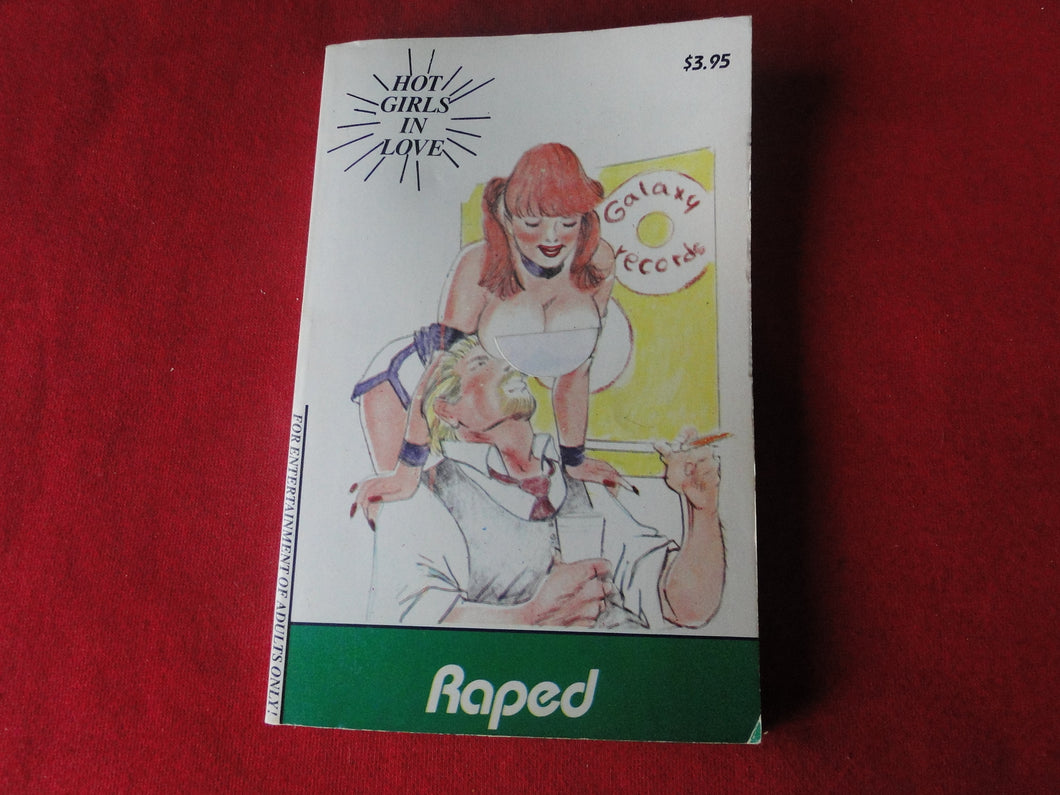 HOT
GIRLS
IN
LOVE
$3.95
Galaxy
records
FOR ENTERTAINMENT OF ADULTS ONLY!
Raped